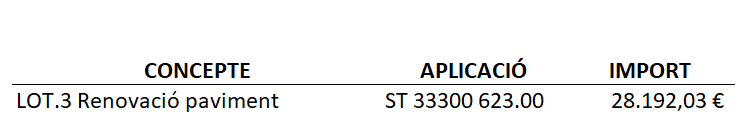 CONCEPTE APLICACIÓ IMPORT
LOT.3 Renovació paviment ST 33300 623.00 28.192,03 €